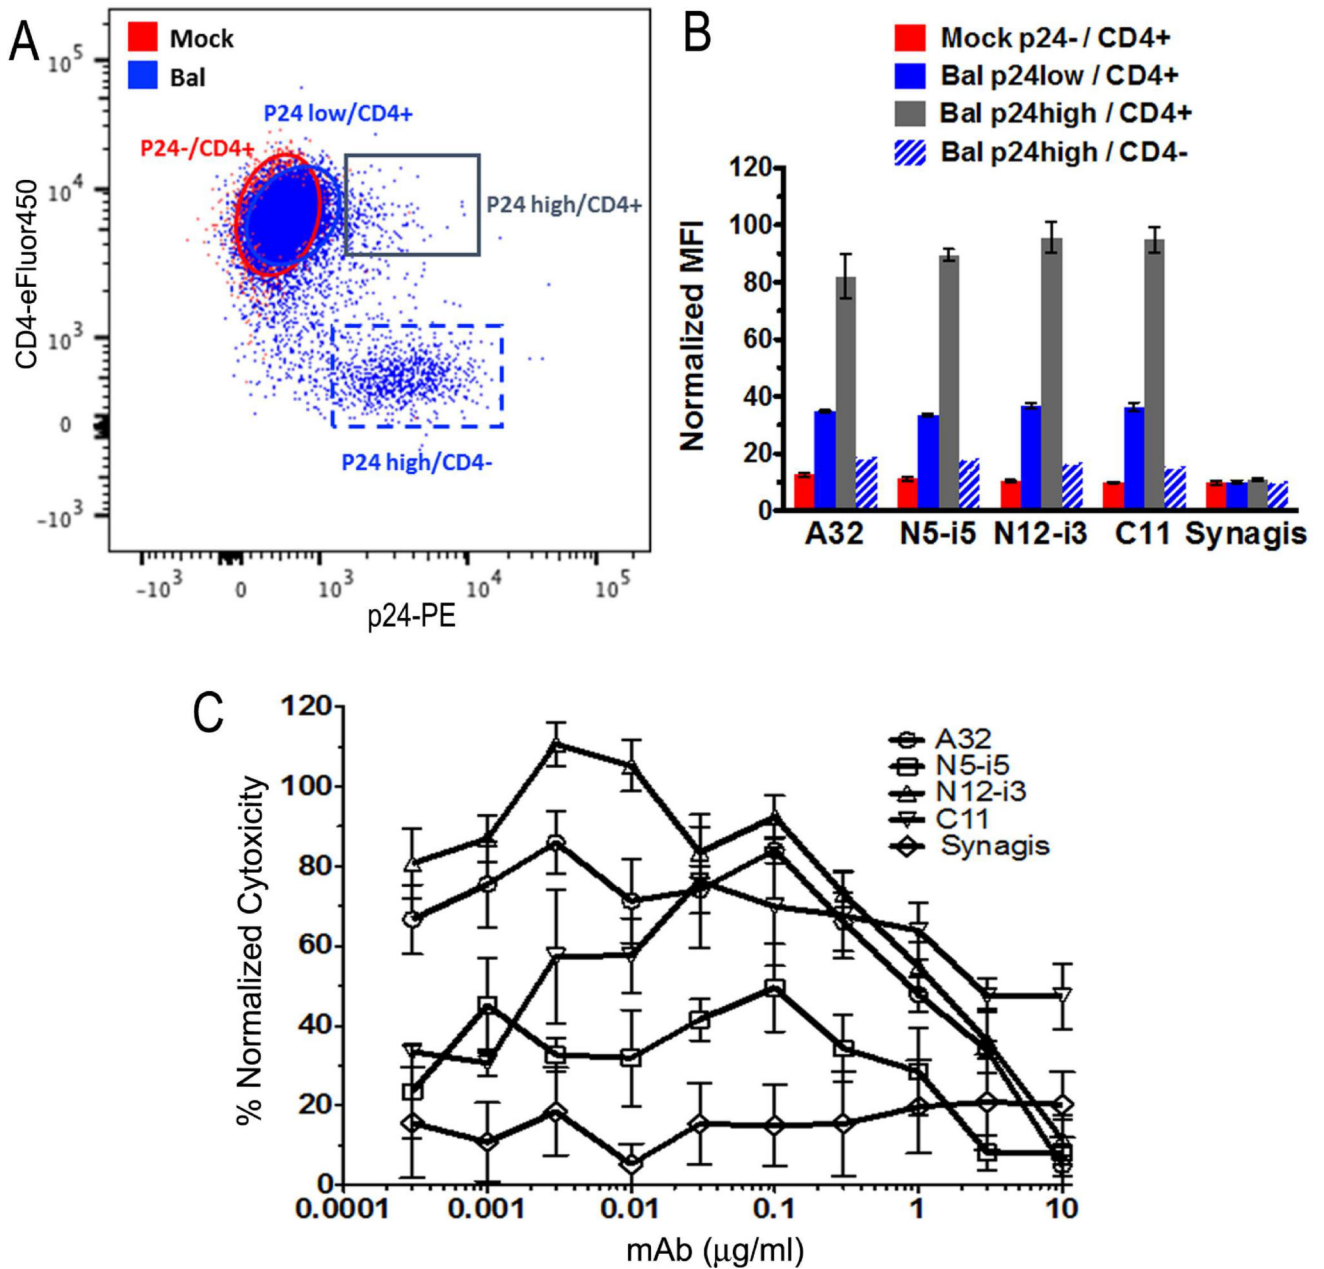 A
Mock
Bal
P24 low/CD4+
P24-/CD4+
P24 high/CD4+
P24 high/CD4-
10^5
10^4
10^3
0
-10^3
CD4-eFluor450
-10^3 0 10^3 10^4 10^5
p24-PE
B
Mock p24- / CD4+
Bal p24low / CD4+
Bal p24high / CD4+
Bal p24high / CD4-
120
100
80
60
40
20
0
Normalized MFI
A32 N5-i5 N12-i3 C11 Synagis
C
120
100
80
60
40
20
0
% Normalized Cytoxicity
A32
N5-i5
N12-i3
C11
Synagis
0.0001 0.001 0.01 0.1 1 10
mAb (μg/ml)